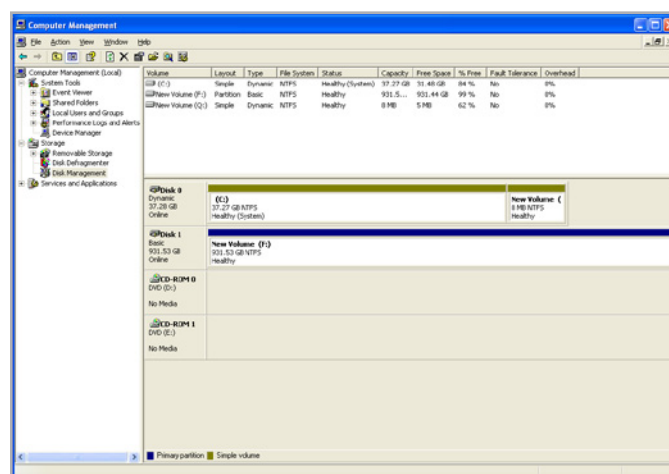 Computer Management
File Action View Window Help
Computer Management (Local)
System Tools
Event Viewer
Shared Folders
Local Users and Groups
Performance Logs and Alerts
Device Manager
Storage
Removable Storage
Disk Defragmenter
Disk Management
Services and Applications
Volume Layout Type File System Status Capacity Free Space % Free Fault Tolerance Overhead
(C:) Simple Dynamic NTFS Healthy (System) 37.27 GB 31.48 GB 84 % No 0%
New Volume (F:) Partition Basic NTFS Healthy 931.5... 931.44 GB 99 % No 0%
New Volume (Q:) Simple Dynamic NTFS Healthy 8 MB 5 MB 62 % No 0%
Disk 0
Dynamic
37.28 GB
Online
(C:)
37.27 GB NTFS
Healthy (System)
New Volume (
8 MB NTFS
Healthy
Disk 1
Basic
931.53 GB
Online
New Volume (F:)
931.53 GB NTFS
Healthy
CD-ROM 0
DVD (D:)
No Media
CD-ROM 1
DVD (E:)
No Media
Primary partition Simple volume